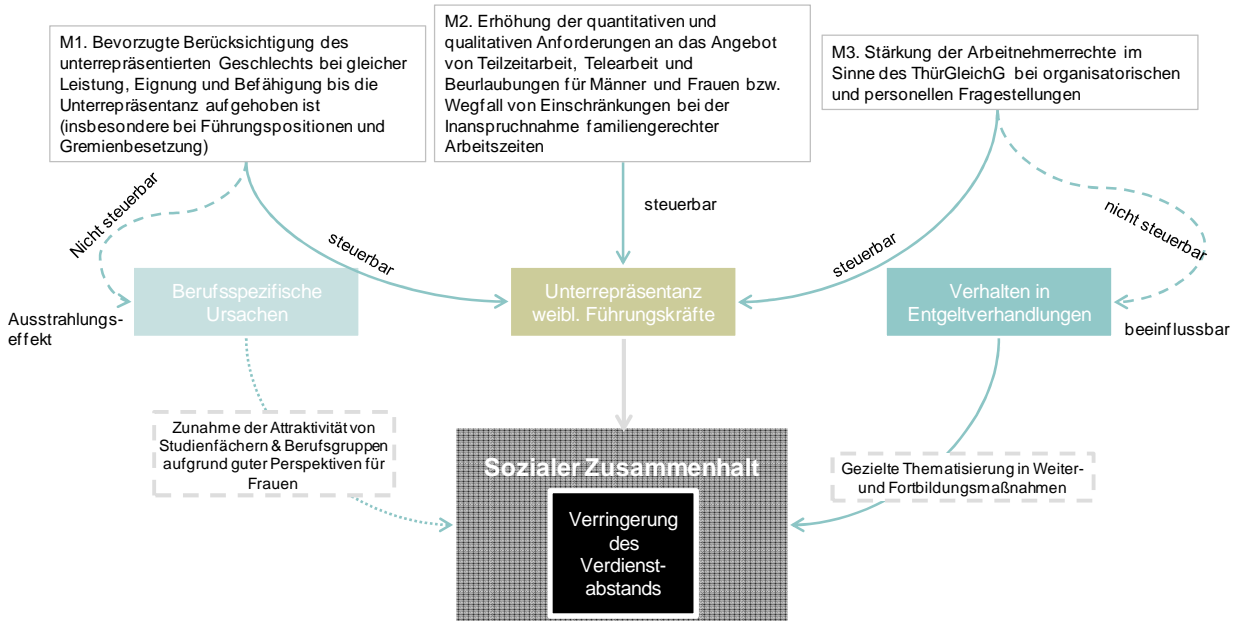 M1. Bevorzugte Berücksichtigung des
unterrepräsentierten Geschlechts bei gleicher
Leistung, Eignung und Befähigung bis die
Unterrepräsentanz aufgehoben ist
(insbesondere bei Führungspositionen und
Gremienbesetzung)
M2. Erhöhung der quantitativen und
qualitativen Anforderungen an das Angebot
von Teilzeitarbeit, Telearbeit und
Beurlaubungen für Männer und Frauen bzw.
Wegfall von Einschränkungen bei der
Inanspruchnahme familiengerechter
Arbeitszeiten
M3. Stärkung der Arbeitnehmerrechte im
Sinne des ThürGleichG bei organisatorischen
und personellen Fragestellungen
Nicht steuerbar
steuerbar
steuerbar
steuerbar
nicht steuerbar
Ausstrahlungs-
effekt
Berufsspezifische
Ursachen
Unterrepräsentanz
weibl. Führungskräfte
Verhalten in
Entgeltverhandlungen
beeinflussbar
Zunahme der Attraktivität von
Studienfächern & Berufsgruppen
aufgrund guter Perspektiven für
Frauen
Sozialer Zusammenhalt
Verringerung
des
Verdienst-
abstands
Gezielte Thematisierung in Weiter-
und Fortbildungsmaßnahmen